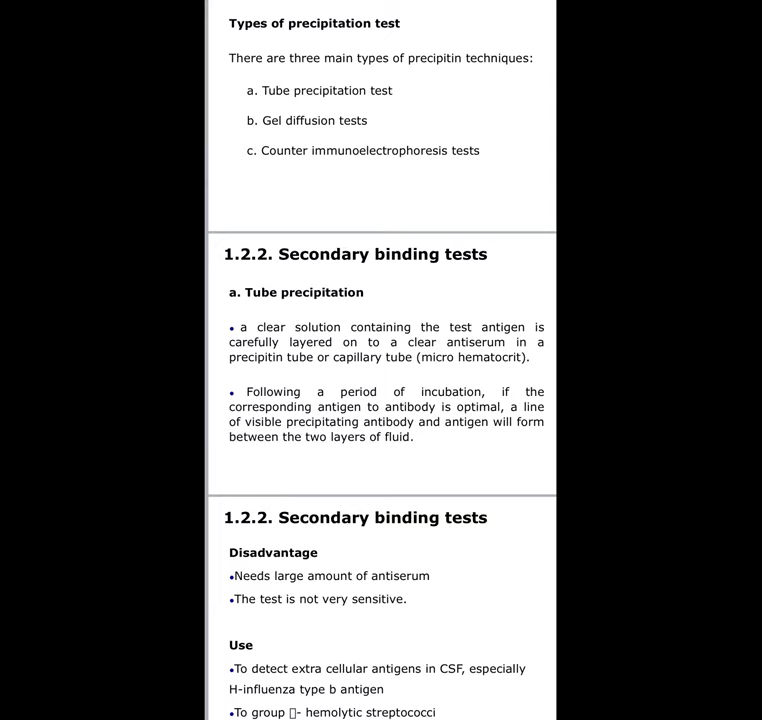 Types of precipitation test
There are three main types of precipitin techniques:
a. Tube precipitation test
b. Gel diffusion tests
c. Counter immunoelectrophoresis tests
1.2.2. Secondary binding tests
a. Tube precipitation
• a clear solution containing the test antigen is
carefully layered on to a clear antiserum in a
precipitin tube or capillary tube (micro hematocrit).
• Following a period of incubation, if the
corresponding antigen to antibody is optimal, a line
of visible precipitating antibody and antigen will form
between the two layers of fluid.
1.2.2. Secondary binding tests
Disadvantage
•Needs large amount of antiserum
•The test is not very sensitive.
Use
•To detect extra cellular antigens in CSF, especially
H-influenza type b antigen
•To group ▯- hemolytic streptococci